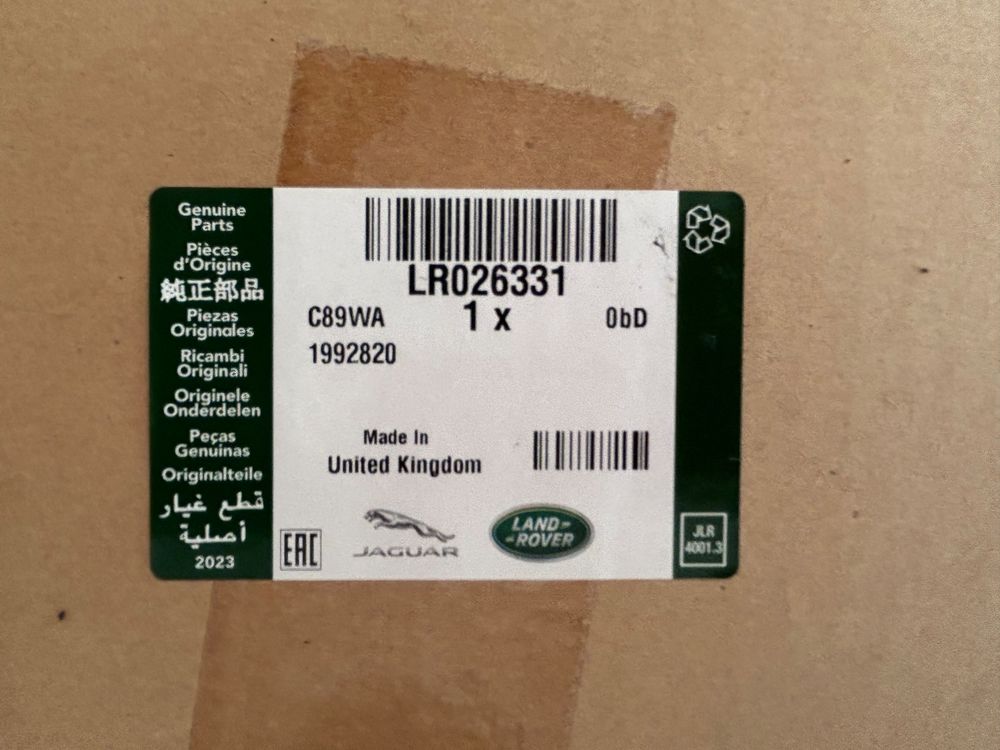 Genuine
Parts
Pièces
d'Origine
純正部品
Piezas
Originales
Ricambi
Originali
Originele
Onderdelen
Peças
Genuinas
Originalteile
قطع غيار
أصلية
2023
LR026331
C89WA 1 x 0bD
1992820
Made In
United Kingdom
EAC
JAGUAR
LAND-
-ROVER
JLR
4001.3